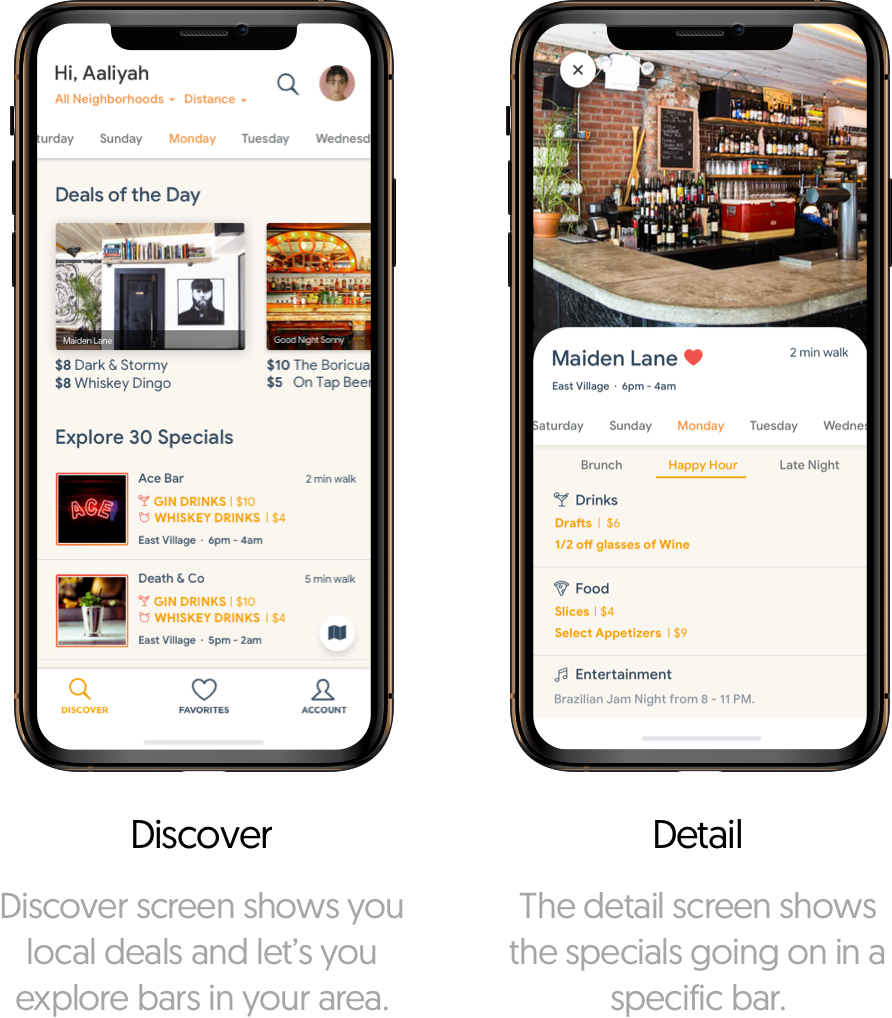 Hi, Aaliyah
All Neighborhoods Distance
turday Sunday Monday Tuesday Wednesd
Deals of the Day
Maiden Lane
$8 Dark & Stormy
$8 Whiskey Dingo
Good Night Sonny
$10 The Boricua
$5 On Tap Beer
Explore 30 Specials
ACE
Ace Bar
2 min walk
GIN DRINKS | $10
WHISKEY DRINKS | $4
East Village · 6pm - 4am
Death & Co
5 min walk
GIN DRINKS | $10
WHISKEY DRINKS | $4
East Village · 5pm - 2am
DISCOVER FAVORITES ACCOUNT
Discover
Discover screen shows you
local deals and let’s you
explore bars in your area.
Maiden Lane
2 min walk
East Village · 6pm - 4am
Saturday Sunday Monday Tuesday Wednes
Brunch Happy Hour Late Night
Drinks
Drafts | $6
1/2 off glasses of Wine
Food
Slices | $4
Select Appetizers | $9
Entertainment
Brazilian Jam Night from 8 - 11 PM.
Detail
The detail screen shows
the specials going on in a
specific bar.